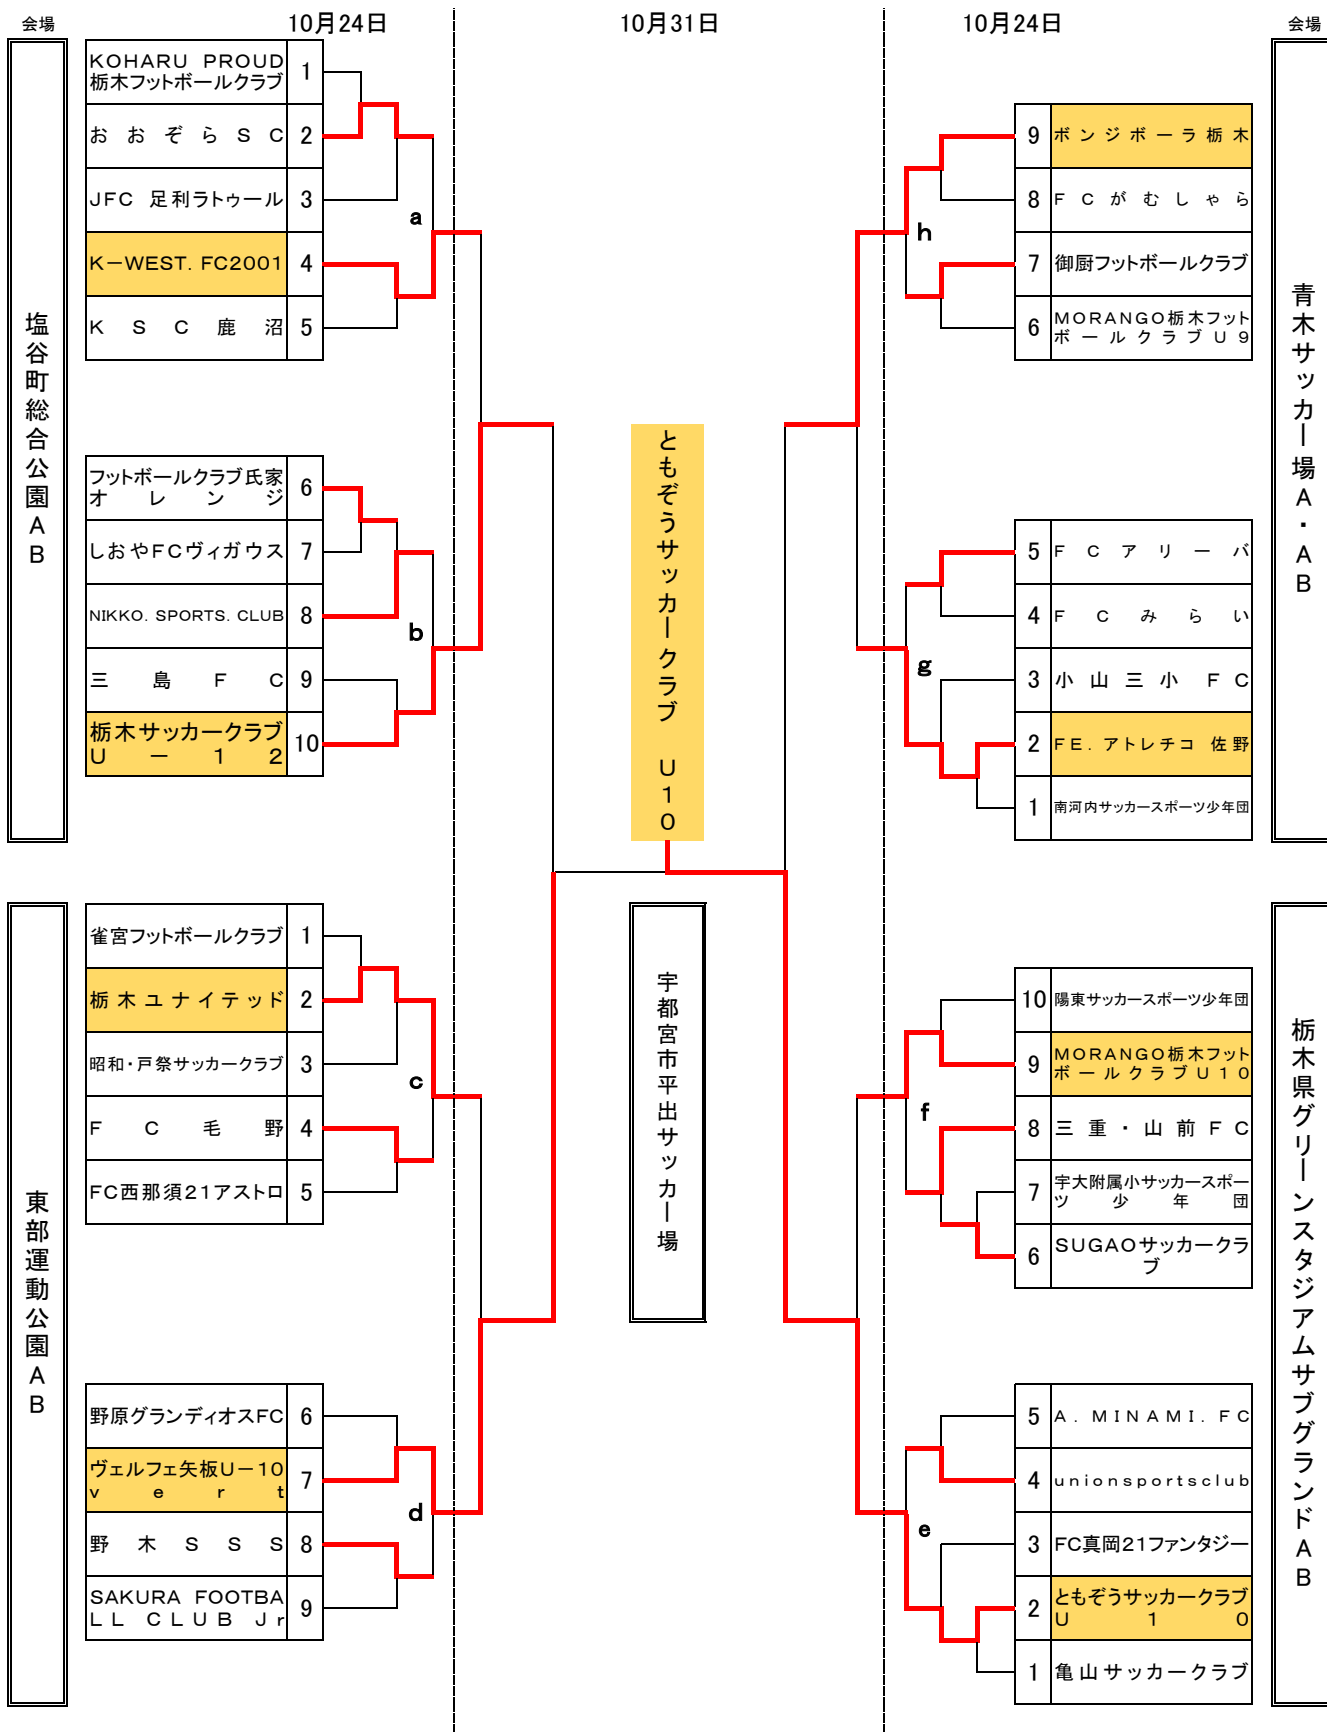 10月24日
10月31日
10月24日
会場
会場
塩谷町総合公園AB
KOHARU PROUD
栃木フットボールクラブ
1
おおぞらSC
2
JFC 足利ラトゥール
3
K-WEST. FC2001
4
KSC鹿沼
5
a
フットボールクラブ氏家
オレンジ
6
しおやFCヴィガウス
7
NIKKO. SPORTS. CLUB
8
三島FC
9
栃木サッカークラブ
U-12
10
b
東部運動公園AB
雀宮フットボールクラブ
1
栃木ユナイテッド
2
昭和・戸祭サッカークラブ
3
FC毛野
4
FC西那須21アストロ
5
c
野原グランディオスFC
6
ヴェルフェ矢板U-10
vert
7
野木SSS
8
SAKURA FOOTBA
LL CLUB Jr
9
d
ともぞうサッカークラブ U10
宇都宮市平出サッカー場
9
ボンジボーラ栃木
8
FCがむしゃら
h
7
御厨フットボールクラブ
6
MORANGO栃木フット
ボールクラブU9
5
FCアリーバ
4
FCみらい
g
3
小山三小 FC
2
FE. アトレチコ 佐野
1
南河内サッカースポーツ少年団
青木サッカー場A・AB
10
陽東サッカースポーツ少年団
9
MORANGO栃木フット
ボールクラブU10
f
8
三重・山前FC
7
宇大附属小サッカースポー
ツ少年団
6
SUGAOサッカークラ
ブ
5
A. MINAMI. FC
4
unionsportsclub
e
3
FC真岡21ファンタジー
2
ともぞうサッカークラブ
U10
1
亀山サッカークラブ
栃木県グリーンスタジアムサブグランドAB